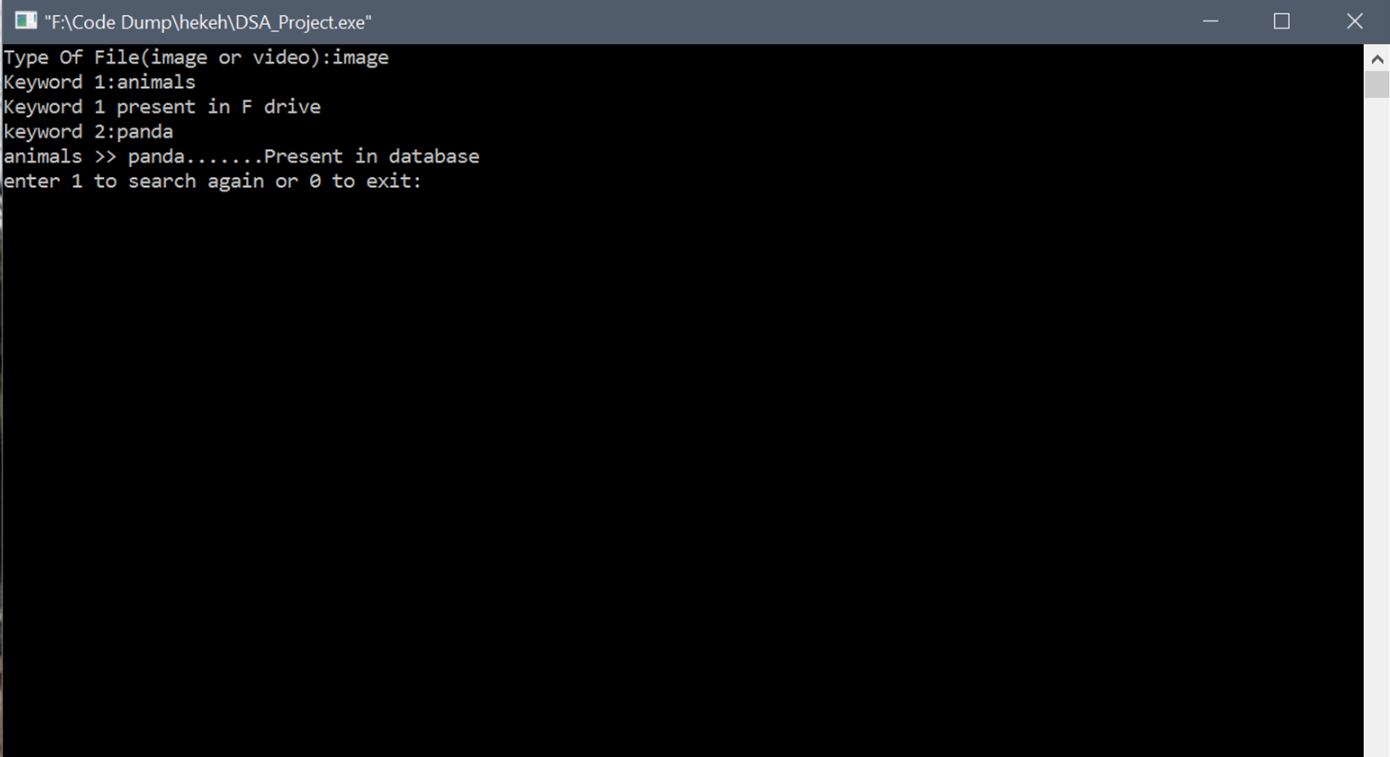 "F:\Code Dump\hekeh\DSA_Project.exe"
Type Of File(image or video):image
Keyword 1:animals
Keyword 1 present in F drive
keyword 2:panda
animals >> panda.......Present in database
enter 1 to search again or 0 to exit: